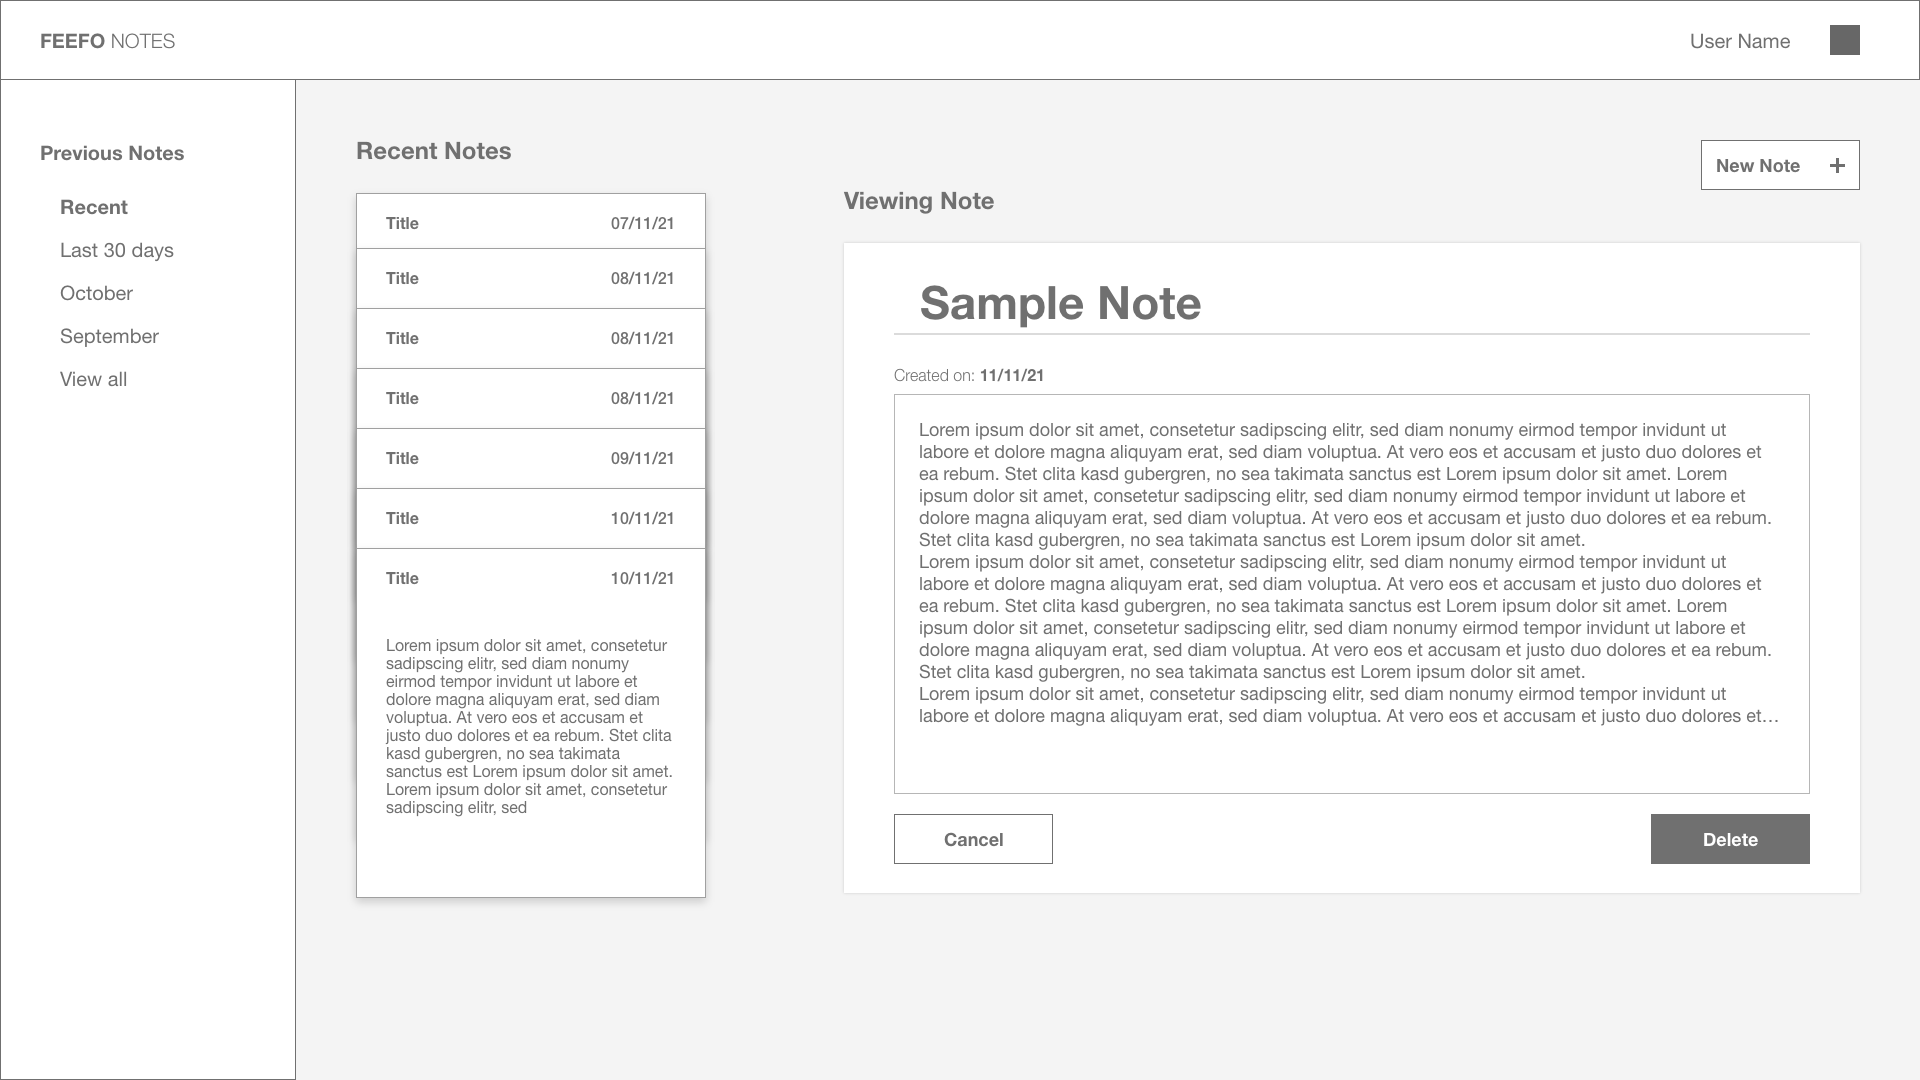 FEEFO NOTES
User Name
Previous Notes
Recent
Last 30 days
October
September
View all
Recent Notes
Title 07/11/21
Title 08/11/21
Title 08/11/21
Title 08/11/21
Title 09/11/21
Title 10/11/21
Title 10/11/21
Lorem ipsum dolor sit amet, consetetur
sadipscing elitr, sed diam nonumy
eirmod tempor invidunt ut labore et
dolore magna aliquyam erat, sed diam
voluptua. At vero eos et accusam et
justo duo dolores et ea rebum. Stet clita
kasd gubergren, no sea takimata
sanctus est Lorem ipsum dolor sit amet.
Lorem ipsum dolor sit amet, consetetur
sadipscing elitr, sed
New Note +
Viewing Note
Sample Note
Created on: 11/11/21
Lorem ipsum dolor sit amet, consetetur sadipscing elitr, sed diam nonumy eirmod tempor invidunt ut
labore et dolore magna aliquyam erat, sed diam voluptua. At vero eos et accusam et justo duo dolores et
ea rebum. Stet clita kasd gubergren, no sea takimata sanctus est Lorem ipsum dolor sit amet. Lorem
ipsum dolor sit amet, consetetur sadipscing elitr, sed diam nonumy eirmod tempor invidunt ut labore et
dolore magna aliquyam erat, sed diam voluptua. At vero eos et accusam et justo duo dolores et ea rebum.
Stet clita kasd gubergren, no sea takimata sanctus est Lorem ipsum dolor sit amet.
Lorem ipsum dolor sit amet, consetetur sadipscing elitr, sed diam nonumy eirmod tempor invidunt ut
labore et dolore magna aliquyam erat, sed diam voluptua. At vero eos et accusam et justo duo dolores et
ea rebum. Stet clita kasd gubergren, no sea takimata sanctus est Lorem ipsum dolor sit amet. Lorem
ipsum dolor sit amet, consetetur sadipscing elitr, sed diam nonumy eirmod tempor invidunt ut labore et
dolore magna aliquyam erat, sed diam voluptua. At vero eos et accusam et justo duo dolores et ea rebum.
Stet clita kasd gubergren, no sea takimata sanctus est Lorem ipsum dolor sit amet.
Lorem ipsum dolor sit amet, consetetur sadipscing elitr, sed diam nonumy eirmod tempor invidunt ut
labore et dolore magna aliquyam erat, sed diam voluptua. At vero eos et accusam et justo duo dolores et…
Cancel
Delete